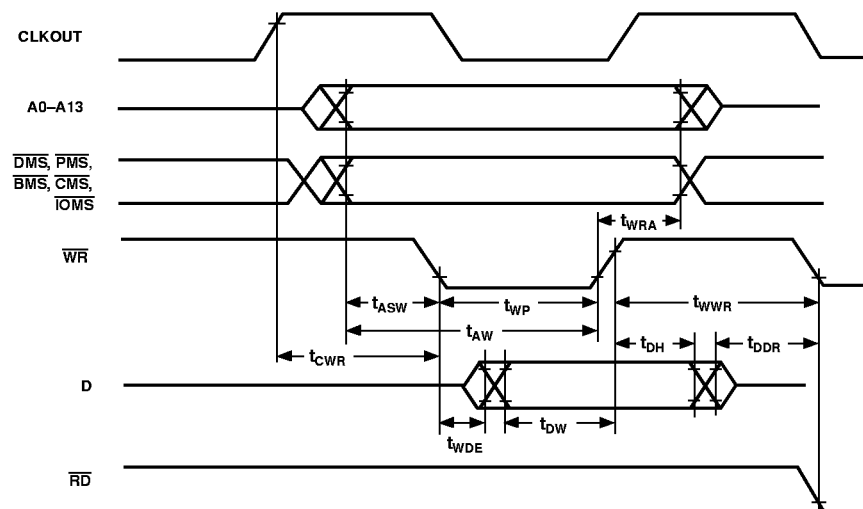 CLKOUT
A0–A13
DMS, PMS,
BMS, CMS,
IOMS
tWRA
WR
tASW
tWP
tWWR
tAW
tCWR
tDH
tDDR
D
tWDE
tDW
RD